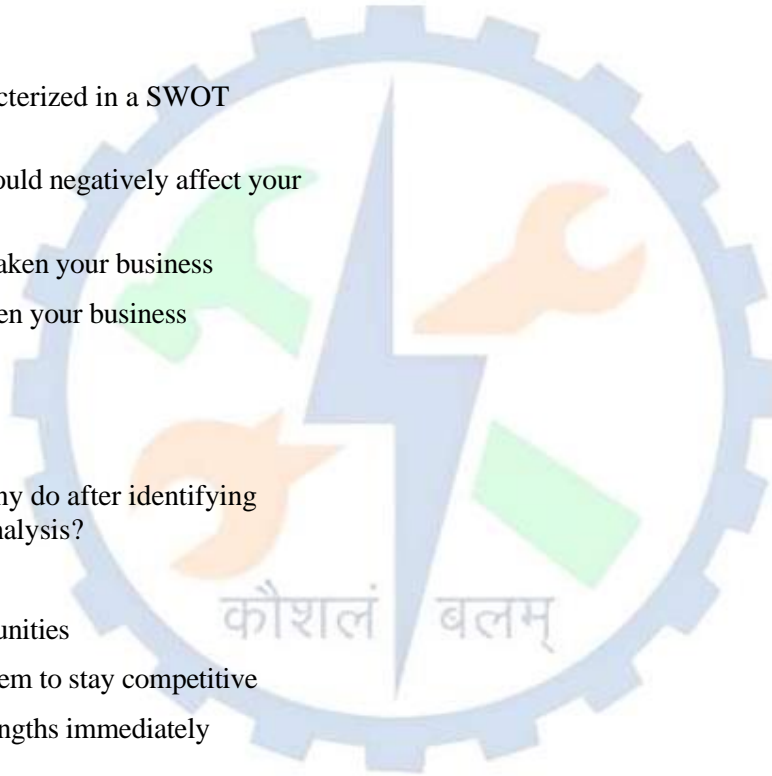 cterized in a SWOT
ould negatively affect your
aken your business
en your business
ny do after identifying
nalysis?
कौशलं बलम्
unities
em to stay competitive
ngths immediately